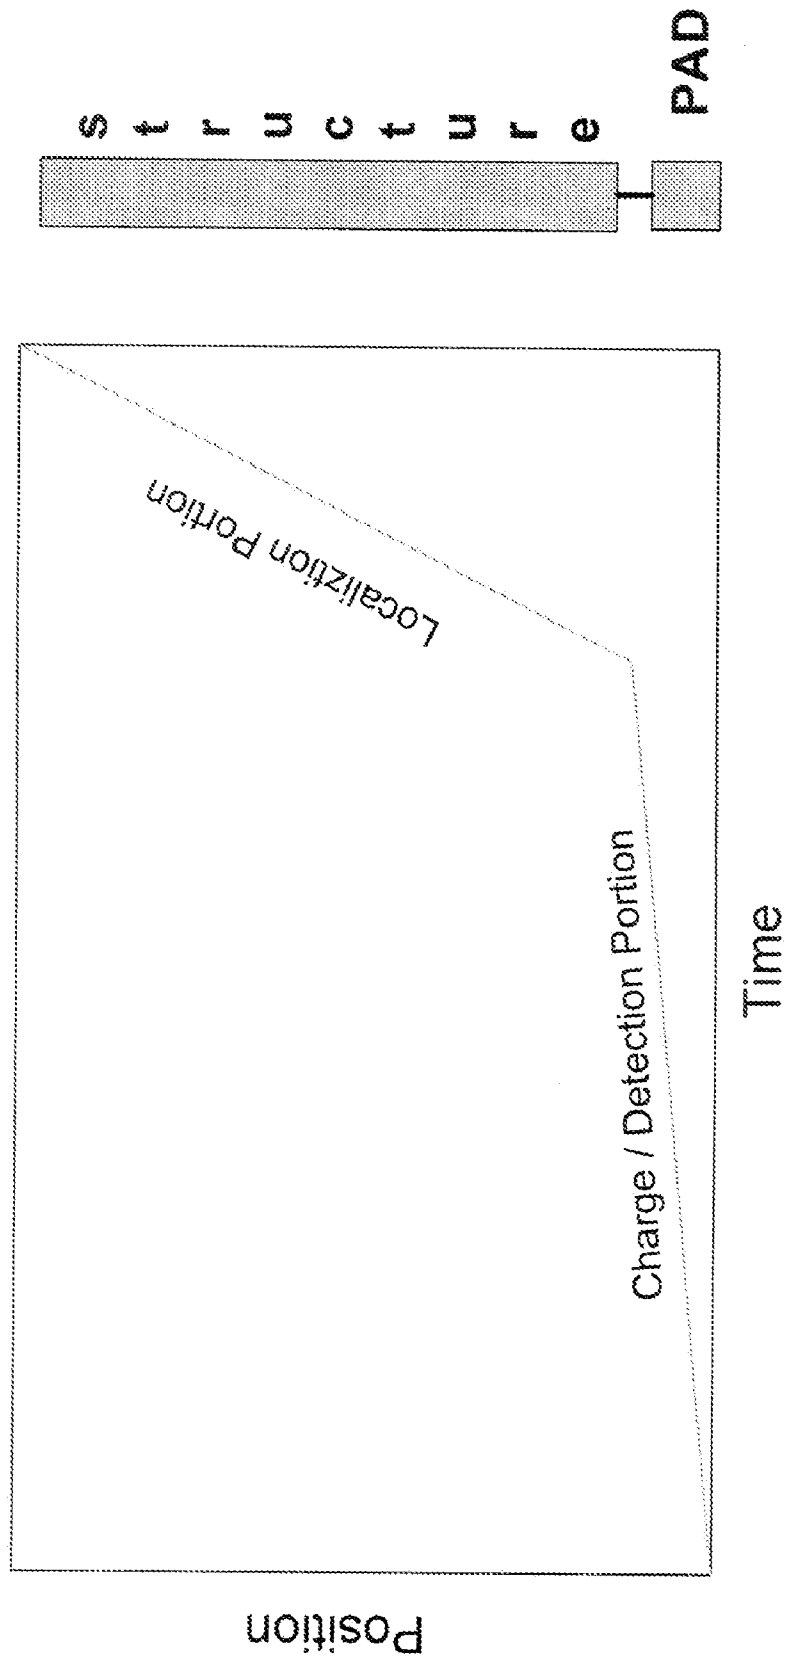 Position
Charge / Detection Portion
Localiztion Portion
Time
structure
PAD